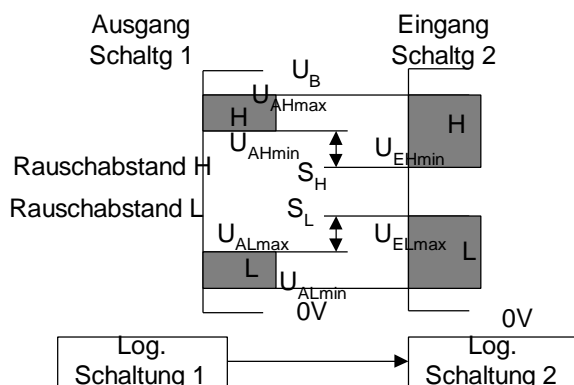 Ausgang
Schaltg 1
Eingang
Schaltg 2
U_B
U_AHmax
H
H
U_AHmin
U_EHmin
Rauschabstand H
S_H
Rauschabstand L
S_L
U_ALmax
U_ELmax
L
L
U_ALmin
0V
0V
Log.
Schaltung 1
Log.
Schaltung 2